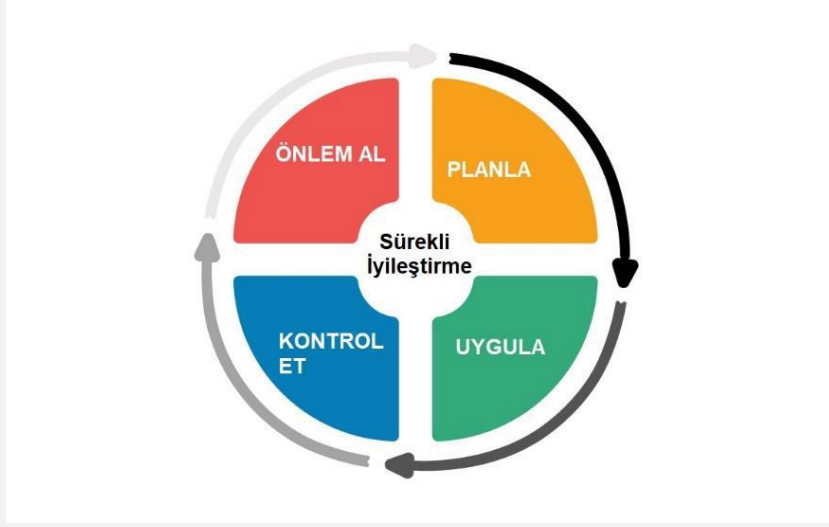 ÖNLEM AL
PLANLA
Sürekli
İyileştirme
KONTROL
ET
UYGULA